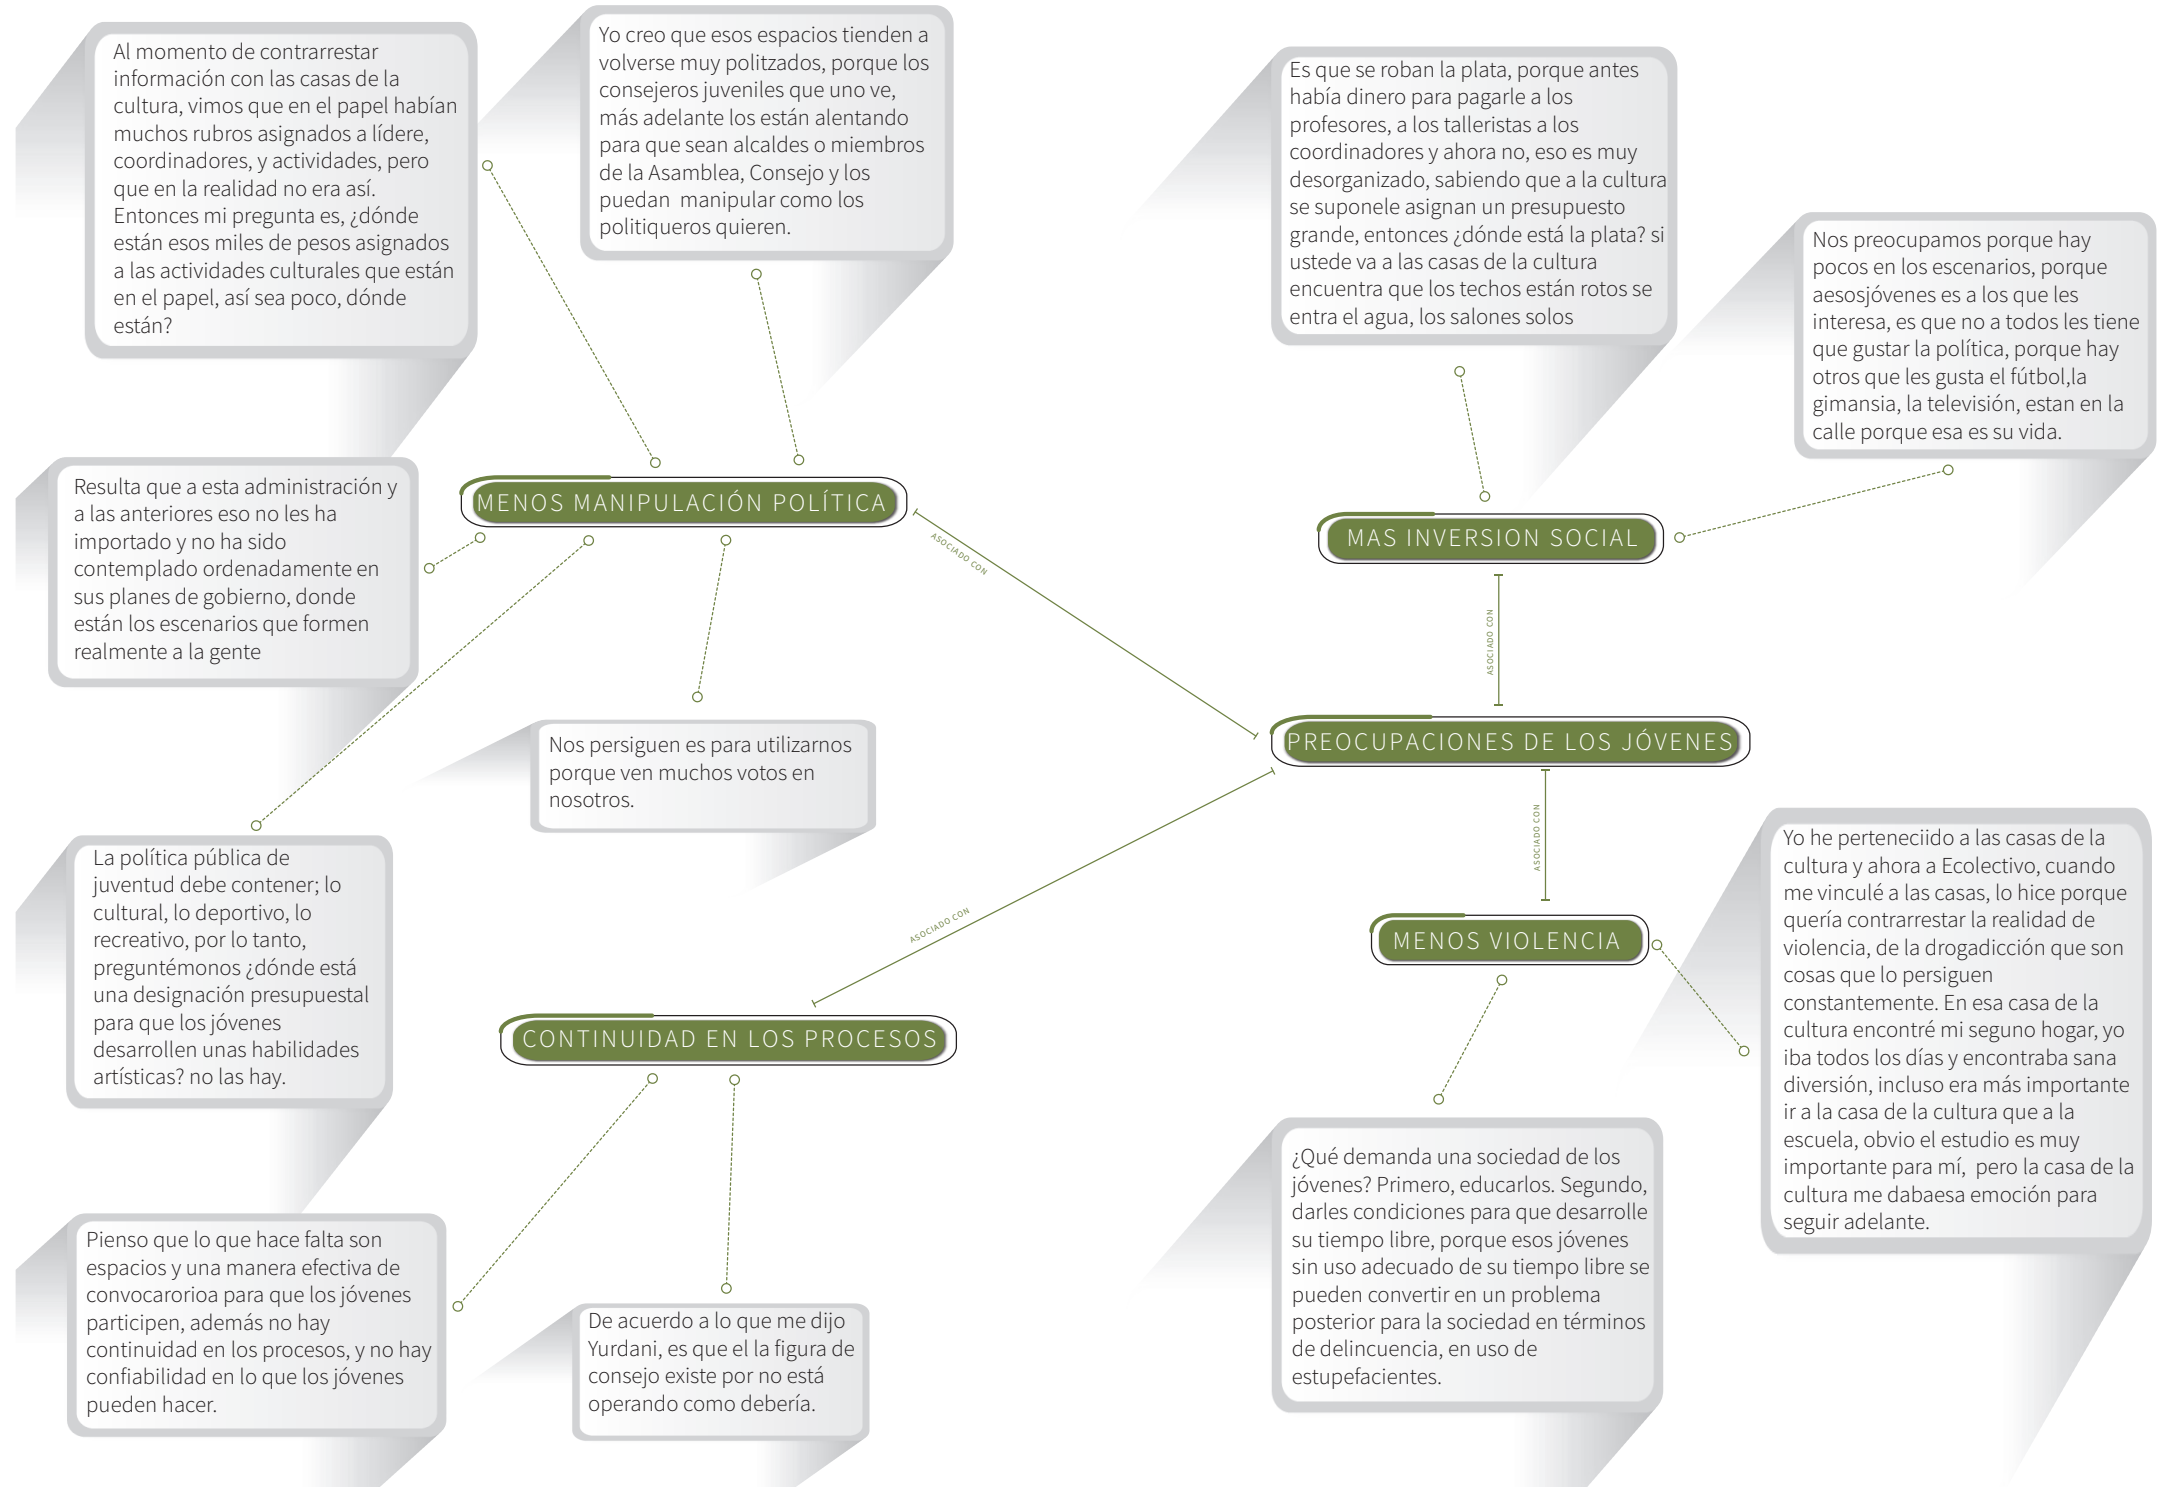 Al momento de contrarrestar
información con las casas de la
cultura, vimos que en el papel habían
muchos rubros asignados a lídere,
coordinadores, y actividades, pero
que en la realidad no era así.
Entonces mi pregunta es, ¿dónde
están esos miles de pesos asignados
a las actividades culturales que están
en el papel, así sea poco, dónde
están?
Yo creo que esos espacios tienden a
volverse muy politzados, porque los
consejeros juveniles que uno ve,
más adelante los están alentando
para que sean alcaldes o miembros
de la Asamblea, Consejo y los
puedan manipular como los
politiqueros quieren.
Es que se roban la plata, porque antes
había dinero para pagarle a los
profesores, a los talleristas a los
coordinadores y ahora no, eso es muy
desorganizado, sabiendo que a la cultura
se suponele asignan un presupuesto
grande, entonces ¿dónde está la plata? si
ustede va a las casas de la cultura
encuentra que los techos están rotos se
entra el agua, los salones solos
Nos preocupamos porque hay
pocos en los escenarios, porque
aesosjóvenes es a los que les
interesa, es que no a todos les tiene
que gustar la política, porque hay
otros que les gusta el fútbol,la
gimansia, la televisión, estan en la
calle porque esa es su vida.
Resulta que a esta administración y
a las anteriores eso no les ha
importado y no ha sido
contemplado ordenadamente en
sus planes de gobierno, donde
están los escenarios que formen
realmente a la gente
MENOS MANIPULACIÓN POLÍTICA
MAS INVERSION SOCIAL
ASOCIADO CON
ASOCIADO CON
Nos persiguen es para utilizarnos
porque ven muchos votos en
nosotros.
PREOCUPACIONES DE LOS JÓVENES
ASOCIADO CON
ASOCIADO CON
La política pública de
juventud debe contener; lo
cultural, lo deportivo, lo
recreativo, por lo tanto,
preguntémonos ¿dónde está
una designación presupuestal
para que los jóvenes
desarrollen unas habilidades
artísticas? no las hay.
MENOS VIOLENCIA
Yo he perteneciido a las casas de la
cultura y ahora a Ecolectivo, cuando
me vinculé a las casas, lo hice porque
quería contrarrestar la realidad de
violencia, de la drogadicción que son
cosas que lo persiguen
constantemente. En esa casa de la
cultura encontré mi seguno hogar, yo
iba todos los días y encontraba sana
diversión, incluso era más importante
ir a la casa de la cultura que a la
escuela, obvio el estudio es muy
importante para mí, pero la casa de la
cultura me dabaesa emoción para
seguir adelante.
CONTINUIDAD EN LOS PROCESOS
¿Qué demanda una sociedad de los
jóvenes? Primero, educarlos. Segundo,
darles condiciones para que desarrolle
su tiempo libre, porque esos jóvenes
sin uso adecuado de su tiempo libre se
pueden convertir en un problema
posterior para la sociedad en términos
de delincuencia, en uso de
estupefacientes.
Pienso que lo que hace falta son
espacios y una manera efectiva de
convocarorioa para que los jóvenes
participen, además no hay
continuidad en los procesos, y no hay
confiabilidad en lo que los jóvenes
pueden hacer.
De acuerdo a lo que me dijo
Yurdani, es que el la figura de
consejo existe por no está
operando como debería.